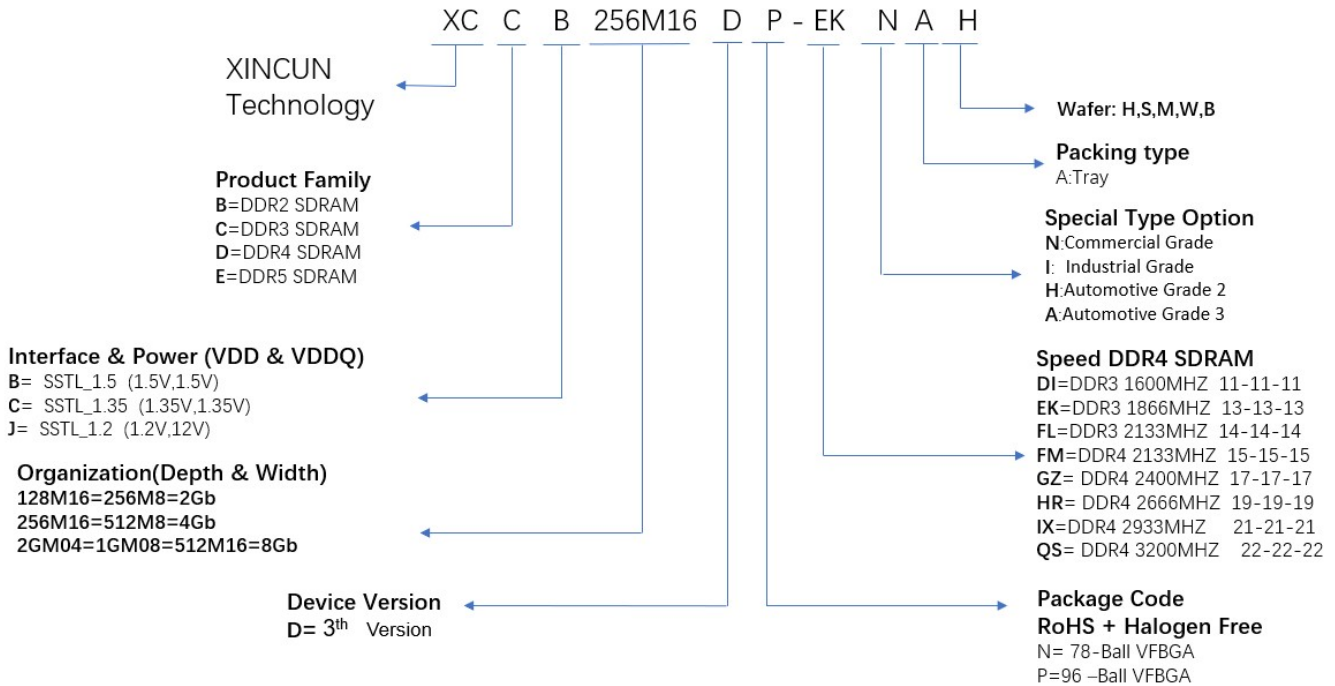 XC C B 256M16 D P - EK N A H
XINCUN
Technology
Product Family
B=DDR2 SDRAM
C=DDR3 SDRAM
D=DDR4 SDRAM
E=DDR5 SDRAM
Interface & Power (VDD & VDDQ)
B= SSTL_1.5 (1.5V,1.5V)
C= SSTL_1.35 (1.35V,1.35V)
J= SSTL_1.2 (1.2V,12V)
Organization(Depth & Width)
128M16=256M8=2Gb
256M16=512M8=4Gb
2GM04=1GM08=512M16=8Gb
Device Version
D= 3th Version
Wafer: H,S,M,W,B
Packing type
A:Tray
Special Type Option
N:Commercial Grade
I: Industrial Grade
H:Automotive Grade 2
A:Automotive Grade 3
Speed DDR4 SDRAM
DI=DDR3 1600MHZ 11-11-11
EK=DDR3 1866MHZ 13-13-13
FL=DDR3 2133MHZ 14-14-14
FM=DDR4 2133MHZ 15-15-15
GZ= DDR4 2400MHZ 17-17-17
HR= DDR4 2666MHZ 19-19-19
IX=DDR4 2933MHZ 21-21-21
QS= DDR4 3200MHZ 22-22-22
Package Code
RoHS + Halogen Free
N= 78-Ball VFBGA
P=96 –Ball VFBGA